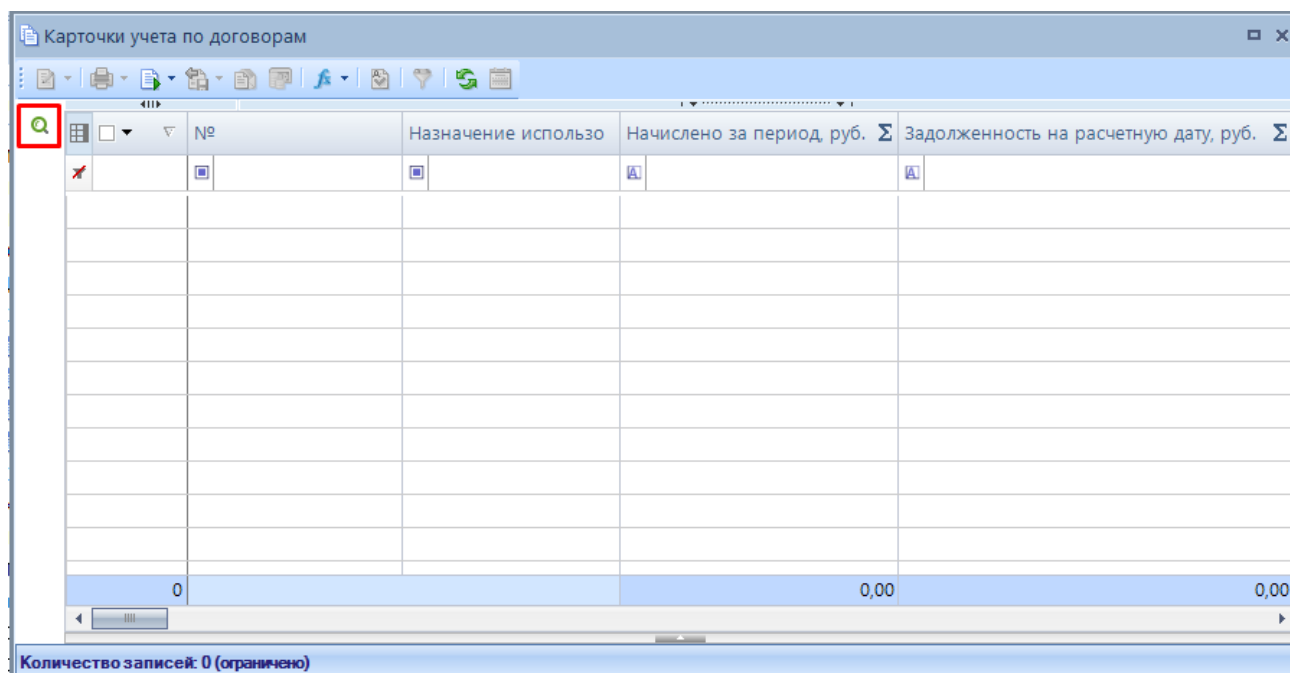 Карточки учета по договорам
№ Назначение использо Начислено за период, руб. Σ Задолженность на расчетную дату, руб. Σ
0 0,00 0,00
Количество записей: 0 (ограничено)